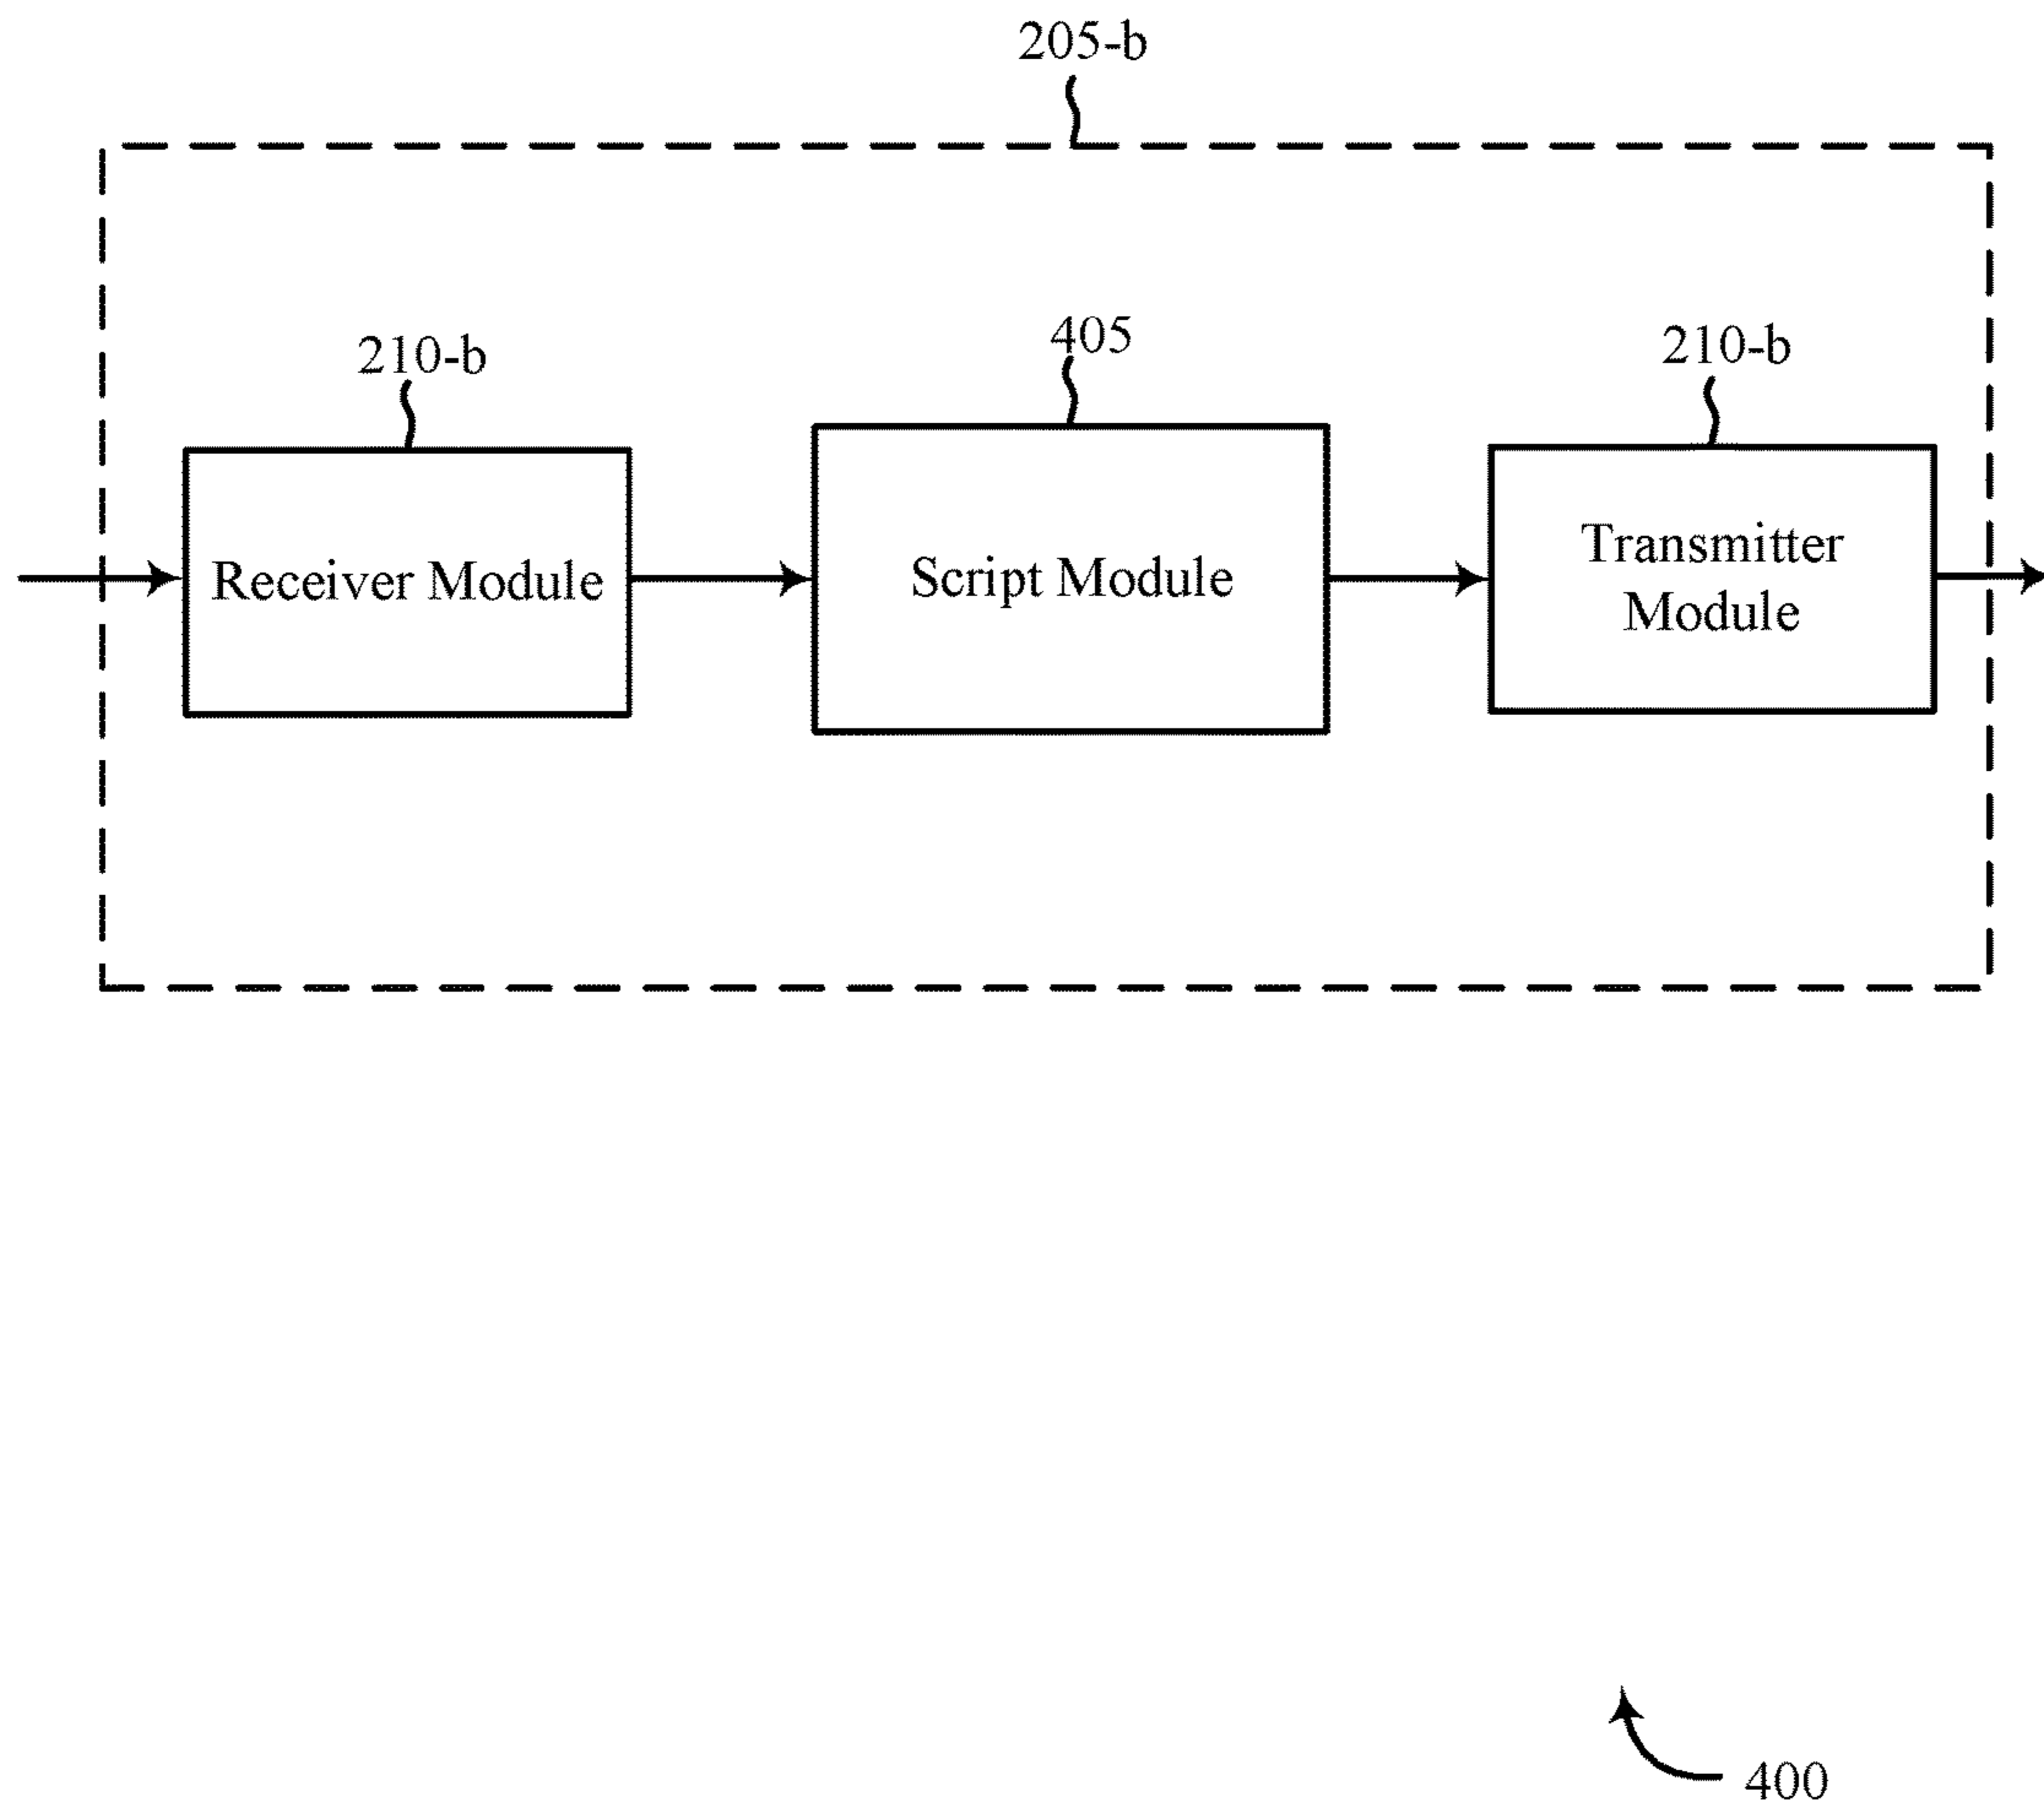 205-b
210-b
405
210-b
Receiver Module
Script Module
Transmitter
Module
400